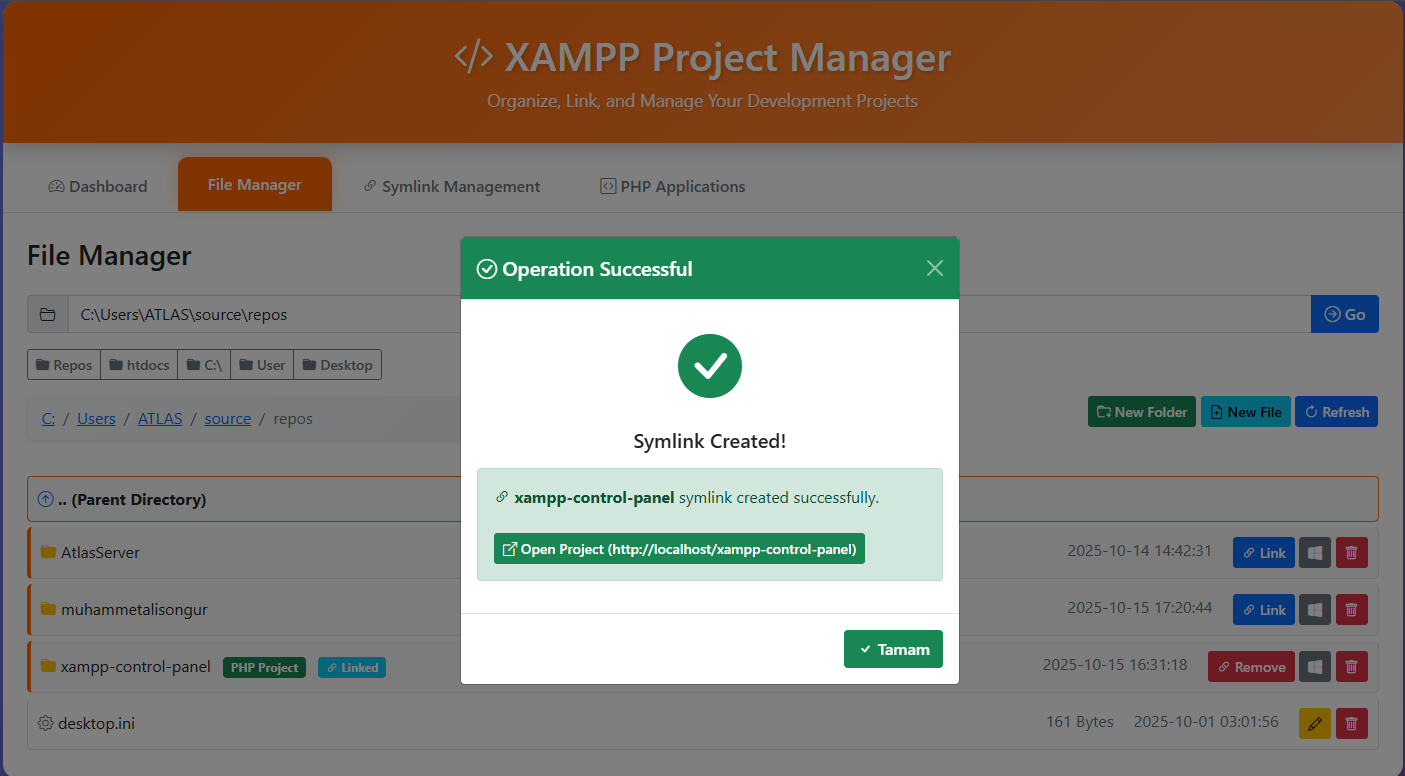 </> XAMPP Project Manager
Organize, Link, and Manage Your Development Projects
Dashboard File Manager Symlink Management PHP Applications
File Manager
C:\Users\ATLAS\source\repos Go
Repos htdocs C:\ User Desktop
C: / Users / ATLAS / source / repos New Folder New File Refresh
.. (Parent Directory)
AtlasServer 2025-10-14 14:42:31 Link
muhammetalisongur 2025-10-15 17:20:44 Link
xampp-control-panel PHP Project Linked 2025-10-15 16:31:18 Remove
desktop.ini 161 Bytes 2025-10-01 03:01:56
Operation Successful
Symlink Created!
xampp-control-panel symlink created successfully.
Open Project (http://localhost/xampp-control-panel)
Tamam